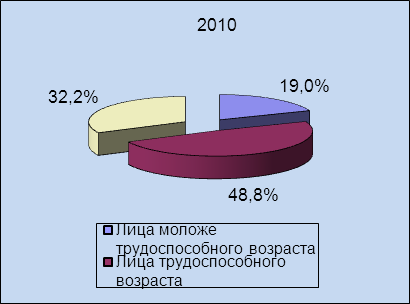 2010
19,0%
32,2%
48,8%
Лица моложе
трудоспособного возраста
Лица трудоспособного
возраста